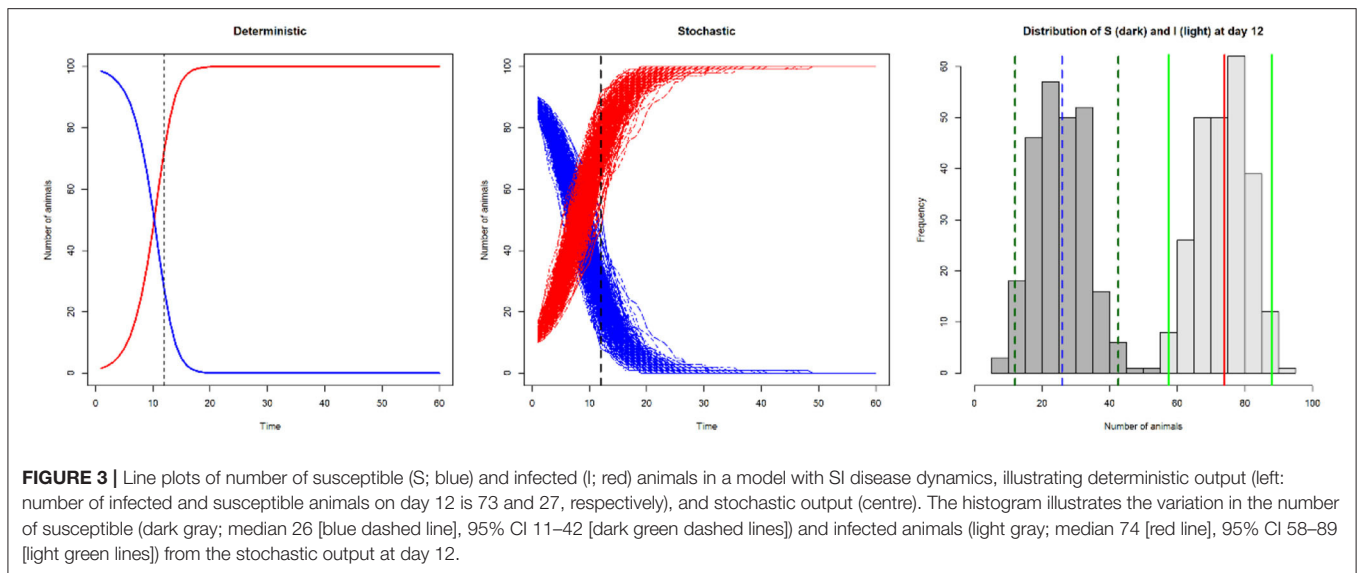 Deterministic
Number of animals
100
80
60
40
20
0
0 10 20 30 40 50 60
Time
Stochastic
Number of animals
100
80
60
40
20
0
0 10 20 30 40 50 60
Time
Distribution of S (dark) and I (light) at day 12
Frequency
60
50
40
30
20
10
0
0 20 40 60 80 100
Number of animals
FIGURE 3 | Line plots of number of susceptible (S; blue) and infected (I; red) animals in a model with SI disease dynamics, illustrating deterministic output (left:
number of infected and susceptible animals on day 12 is 73 and 27, respectively), and stochastic output (centre). The histogram illustrates the variation in the number
of susceptible (dark gray; median 26 [blue dashed line], 95% CI 11–42 [dark green dashed lines]) and infected animals (light gray; median 74 [red line], 95% CI 58–89
[light green lines]) from the stochastic output at day 12.